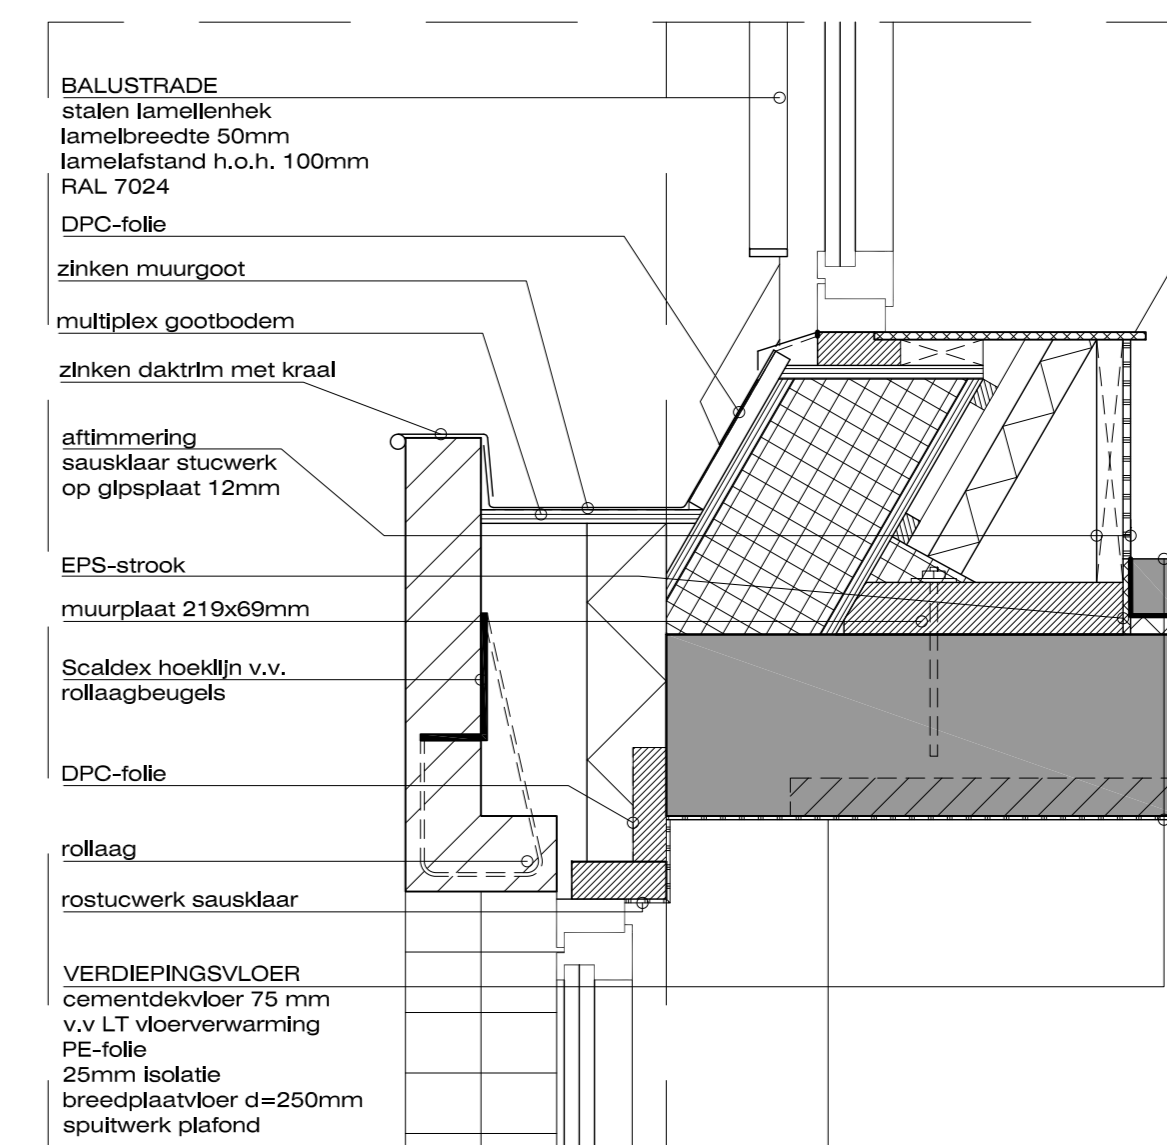 BALUSTRADE
stalen lamellenhek
lamelbreedte 50mm
lamelafstand h.o.h. 100mm
RAL 7024
DPC-folie
zinken muurgoot
multiplex gootbodem
zinken daktrim met kraal
aftimmering
sausklaar stucwerk
op gipsplaat 12mm
EPS-strook
muurplaat 219x69mm
Scaldex hoeklijn v.v.
rollaagbeugels
DPC-folie
rollaag
rostucwerk sausklaar
VERDIEPINGSVLOER
cementdekvloer 75 mm
v.v LT vloerverwarming
PE-folie
25mm isolatie
breedplaatvloer d=250mm
spuitwerk plafond